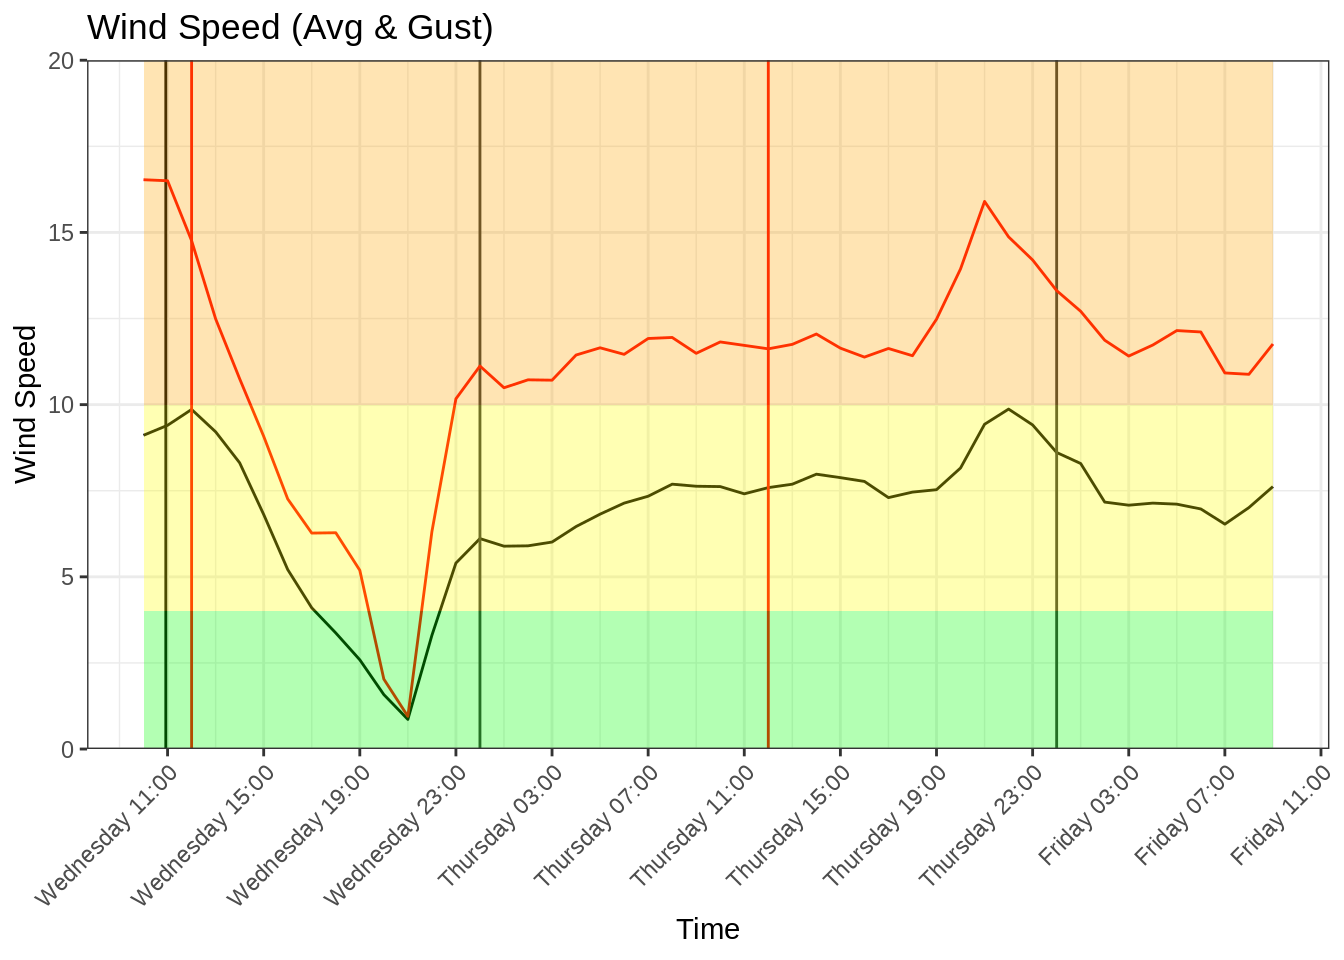 Wind Speed (Avg & Gust)
20
15
10
5
0
Wind Speed
Wednesday 11:00
Wednesday 15:00
Wednesday 19:00
Wednesday 23:00
Thursday 03:00
Thursday 07:00
Thursday 11:00
Thursday 15:00
Thursday 19:00
Thursday 23:00
Friday 03:00
Friday 07:00
Friday 11:00
Time